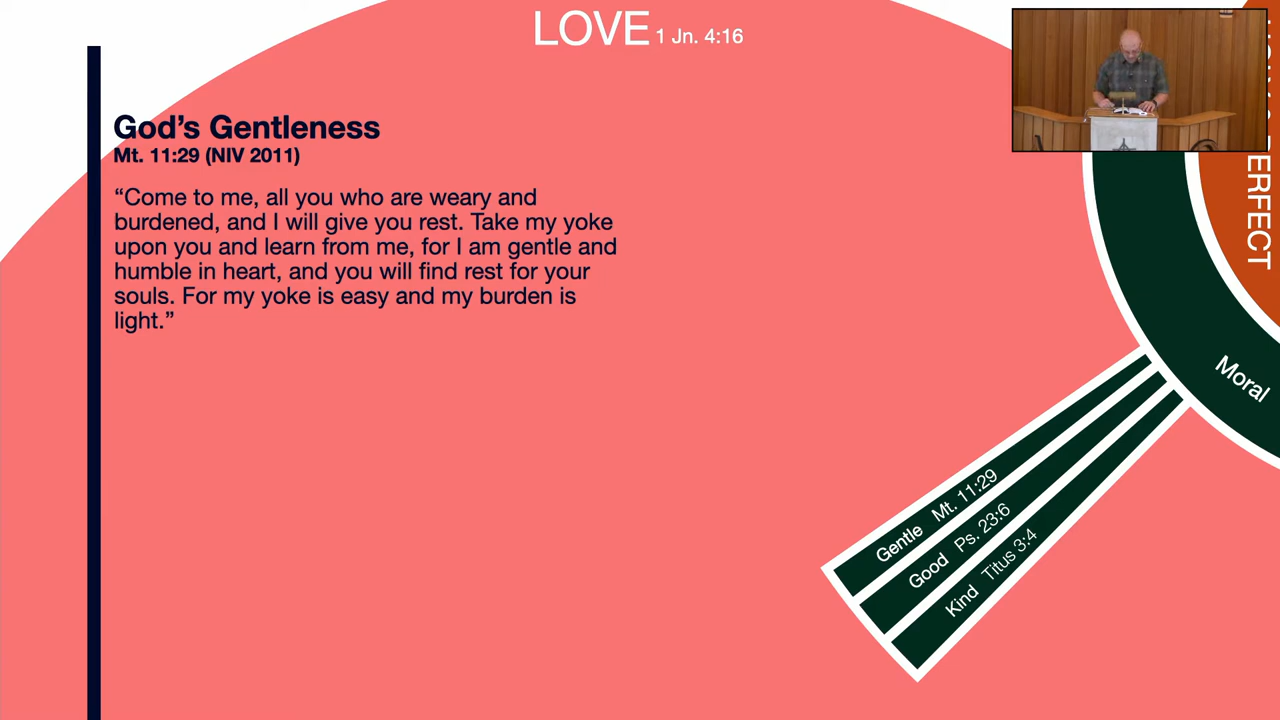 LOVE 1 Jn. 4:16
God’s Gentleness
Mt. 11:29 (NIV 2011)
“Come to me, all you who are weary and
burdened, and I will give you rest. Take my yoke
upon you and learn from me, for I am gentle and
humble in heart, and you will find rest for your
souls. For my yoke is easy and my burden is
light.”
ERFECT
Moral
Gentle Mt. 11:29
Good Ps. 23:6
Kind Titus 3:4